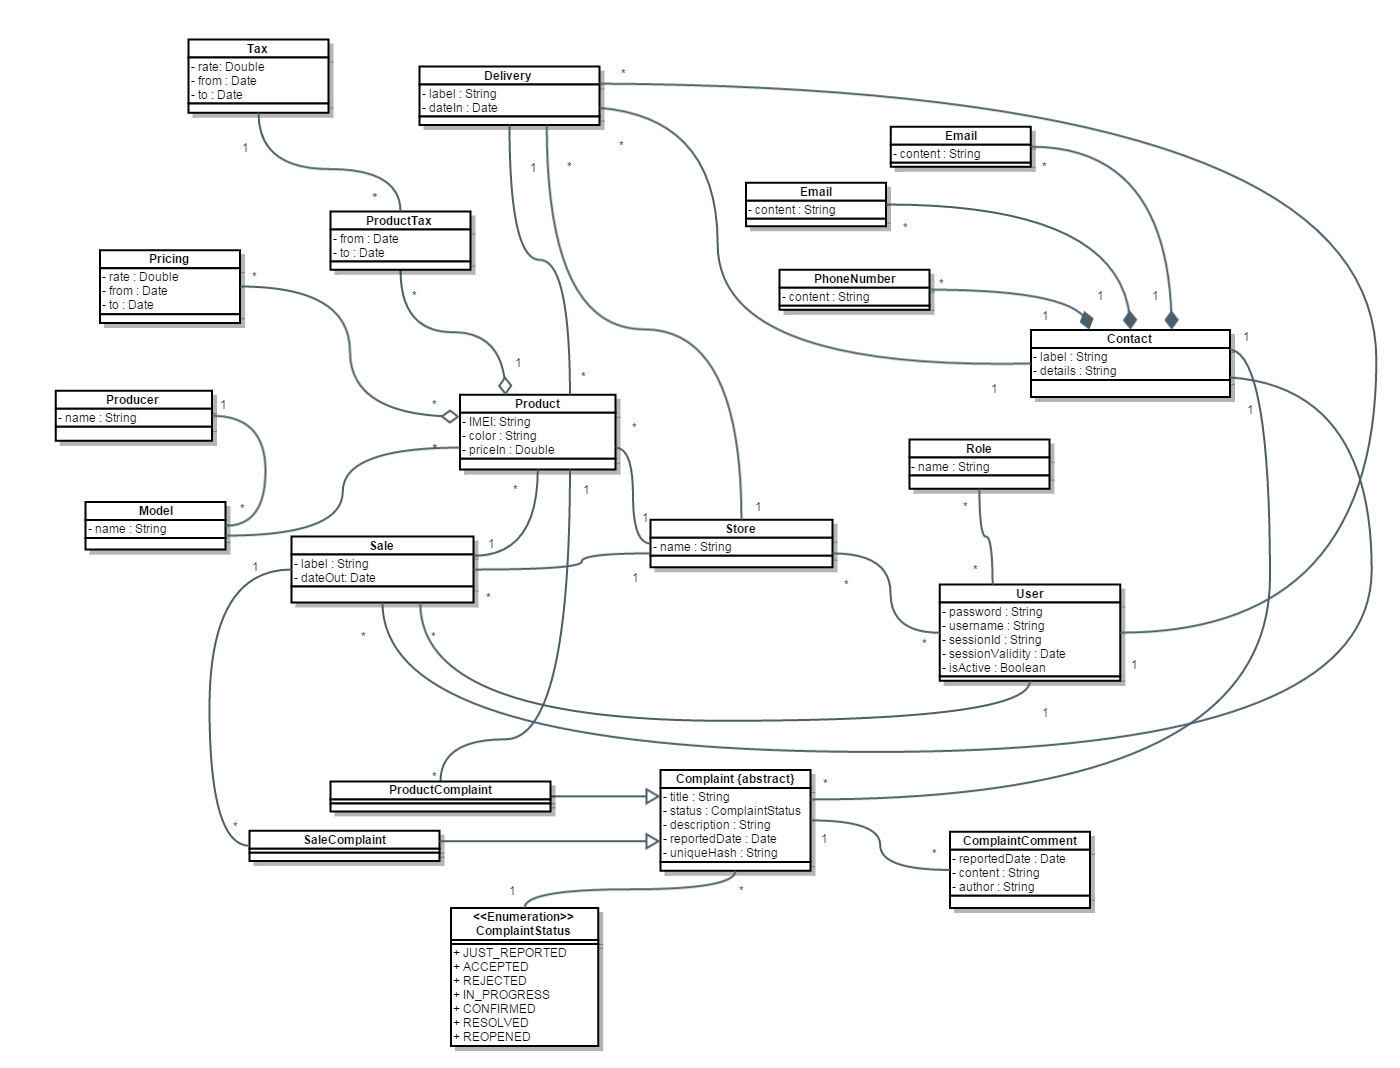 Tax
- rate: Double
- from : Date
- to : Date
1
*
Delivery
- label : String
- dateIn : Date
*
*
1
*
Email
- content : String
*
Email
- content : String
*
PhoneNumber
- content : String
*
1
1
1
Contact
- label : String
- details : String
1
1
1
ProductTax
- from : Date
- to : Date
*
1
Pricing
- rate : Double
- from : Date
- to : Date
*
*
Producer
- name : String
1
Product
- IMEI: String
- color : String
- priceIn : Double
*
*
*
*
1
Model
- name : String
*
Role
- name : String
*
*
Store
- name : String
1
1
1
*
Sale
- label : String
- dateOut: Date
1
1
*
*
*
User
- password : String
- username : String
- sessionId : String
- sessionValidity : Date
- isActive : Boolean
*
1
1
ProductComplaint
*
SaleComplaint
*
Complaint {abstract}
- title : String
- status : ComplaintStatus
- description : String
- reportedDate : Date
- uniqueHash : String
*
1
*
ComplaintComment
- reportedDate : Date
- content : String
- author : String
*
1
<<Enumeration>>
ComplaintStatus
+ JUST_REPORTED
+ ACCEPTED
+ REJECTED
+ IN_PROGRESS
+ CONFIRMED
+ RESOLVED
+ REOPENED